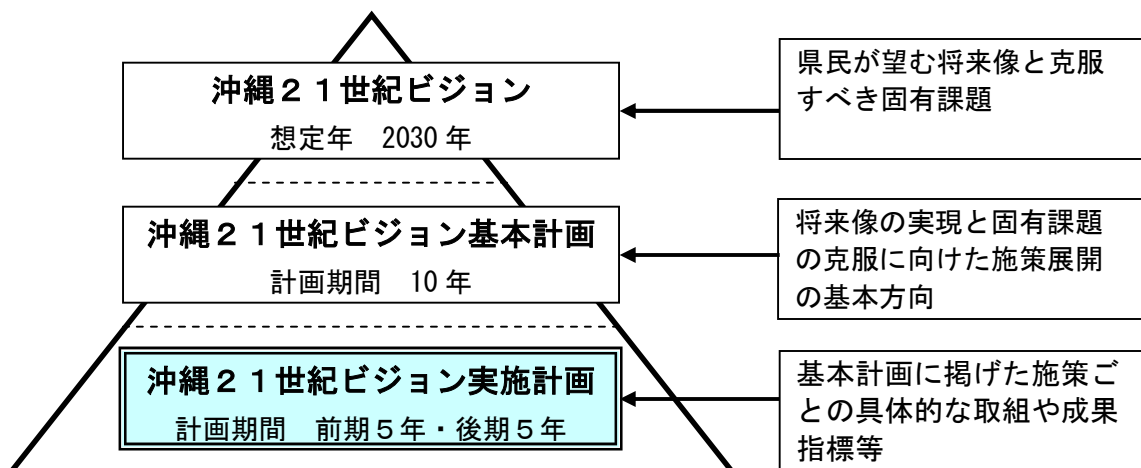 沖縄２１世紀ビジョン
想定年　2030 年
県民が望む将来像と克服
すべき固有課題
沖縄２１世紀ビジョン基本計画
計画期間　10 年
将来像の実現と固有課題
の克服に向けた施策展開
の基本方向
沖縄２１世紀ビジョン実施計画
計画期間　前期５年・後期５年
基本計画に掲げた施策ご
との具体的な取組や成果
指標等